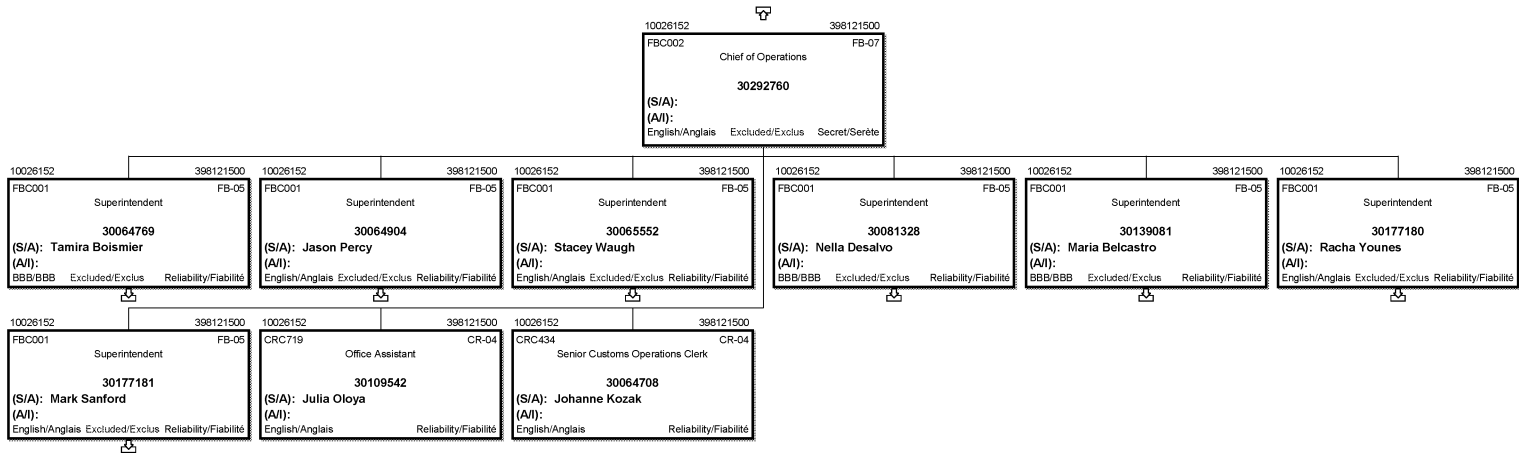 10026152 398121500
FBC002 FB-07
Chief of Operations
30292760
(S/A):
(A/I):
English/Anglais Excluded/Exclus Secret/Serète
10026152 398121500
FBC001 FB-05
Superintendent
30064769
(S/A): Tamira Boismier
(A/I):
BBB/BBB Excluded/Exclus Reliability/Fiabilité
10026152 398121500
FBC001 FB-05
Superintendent
30064904
(S/A): Jason Percy
(A/I):
English/Anglais Excluded/Exclus Reliability/Fiabilité
10026152 398121500
FBC001 FB-05
Superintendent
30065552
(S/A): Stacey Waugh
(A/I):
English/Anglais Excluded/Exclus Reliability/Fiabilité
10026152 398121500
FBC001 FB-05
Superintendent
30081328
(S/A): Nella Desalvo
(A/I):
BBB/BBB Excluded/Exclus Reliability/Fiabilité
10026152 398121500
FBC001 FB-05
Superintendent
30139081
(S/A): Maria Belcastro
(A/I):
BBB/BBB Excluded/Exclus Reliability/Fiabilité
10026152 398121500
FBC001 FB-05
Superintendent
30177180
(S/A): Racha Younes
(A/I):
English/Anglais Excluded/Exclus Reliability/Fiabilité
10026152 398121500
FBC001 FB-05
Superintendent
30177181
(S/A): Mark Sanford
(A/I):
English/Anglais Excluded/Exclus Reliability/Fiabilité
10026152 398121500
CRC719 CR-04
Office Assistant
30109542
(S/A): Julia Oloya
(A/I):
English/Anglais Reliability/Fiabilité
10026152 398121500
CRC434 CR-04
Senior Customs Operations Clerk
30064708
(S/A): Johanne Kozak
(A/I):
English/Anglais Reliability/Fiabilité